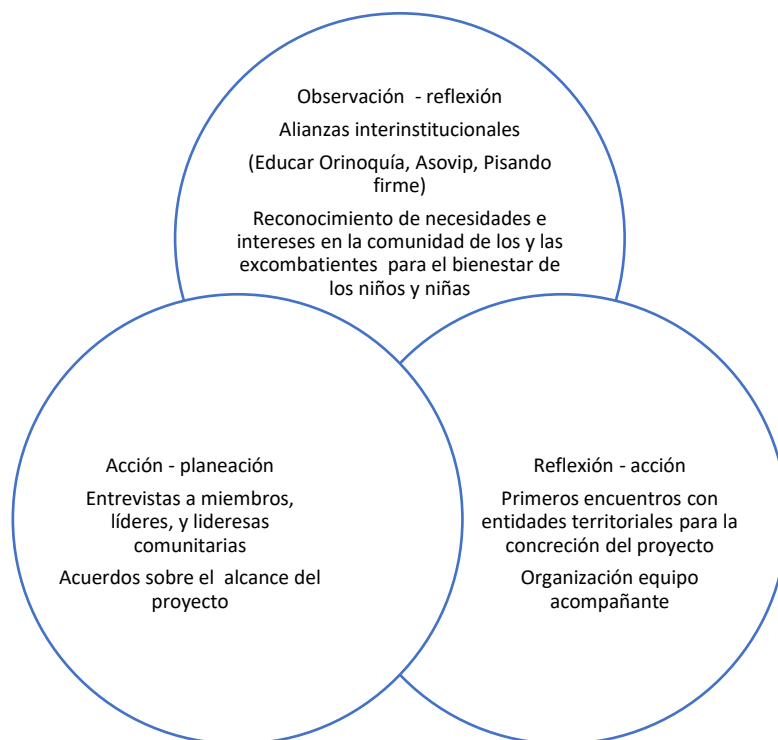 Observación - reflexión
Alianzas interinstitucionales
(Educar Orinoquía, Asovip, Pisando
firme)
Reconocimiento de necesidades e
intereses en la comunidad de los y las
excombatientes para el bienestar de
los niños y niñas
Acción - planeación
Entrevistas a miembros,
líderes, y lideresas
comunitarias
Acuerdos sobre el alcance del
proyecto
Reflexión - acción
Primeros encuentros con
entidades territoriales para la
concreción del proyecto
Organización equipo
acompañante